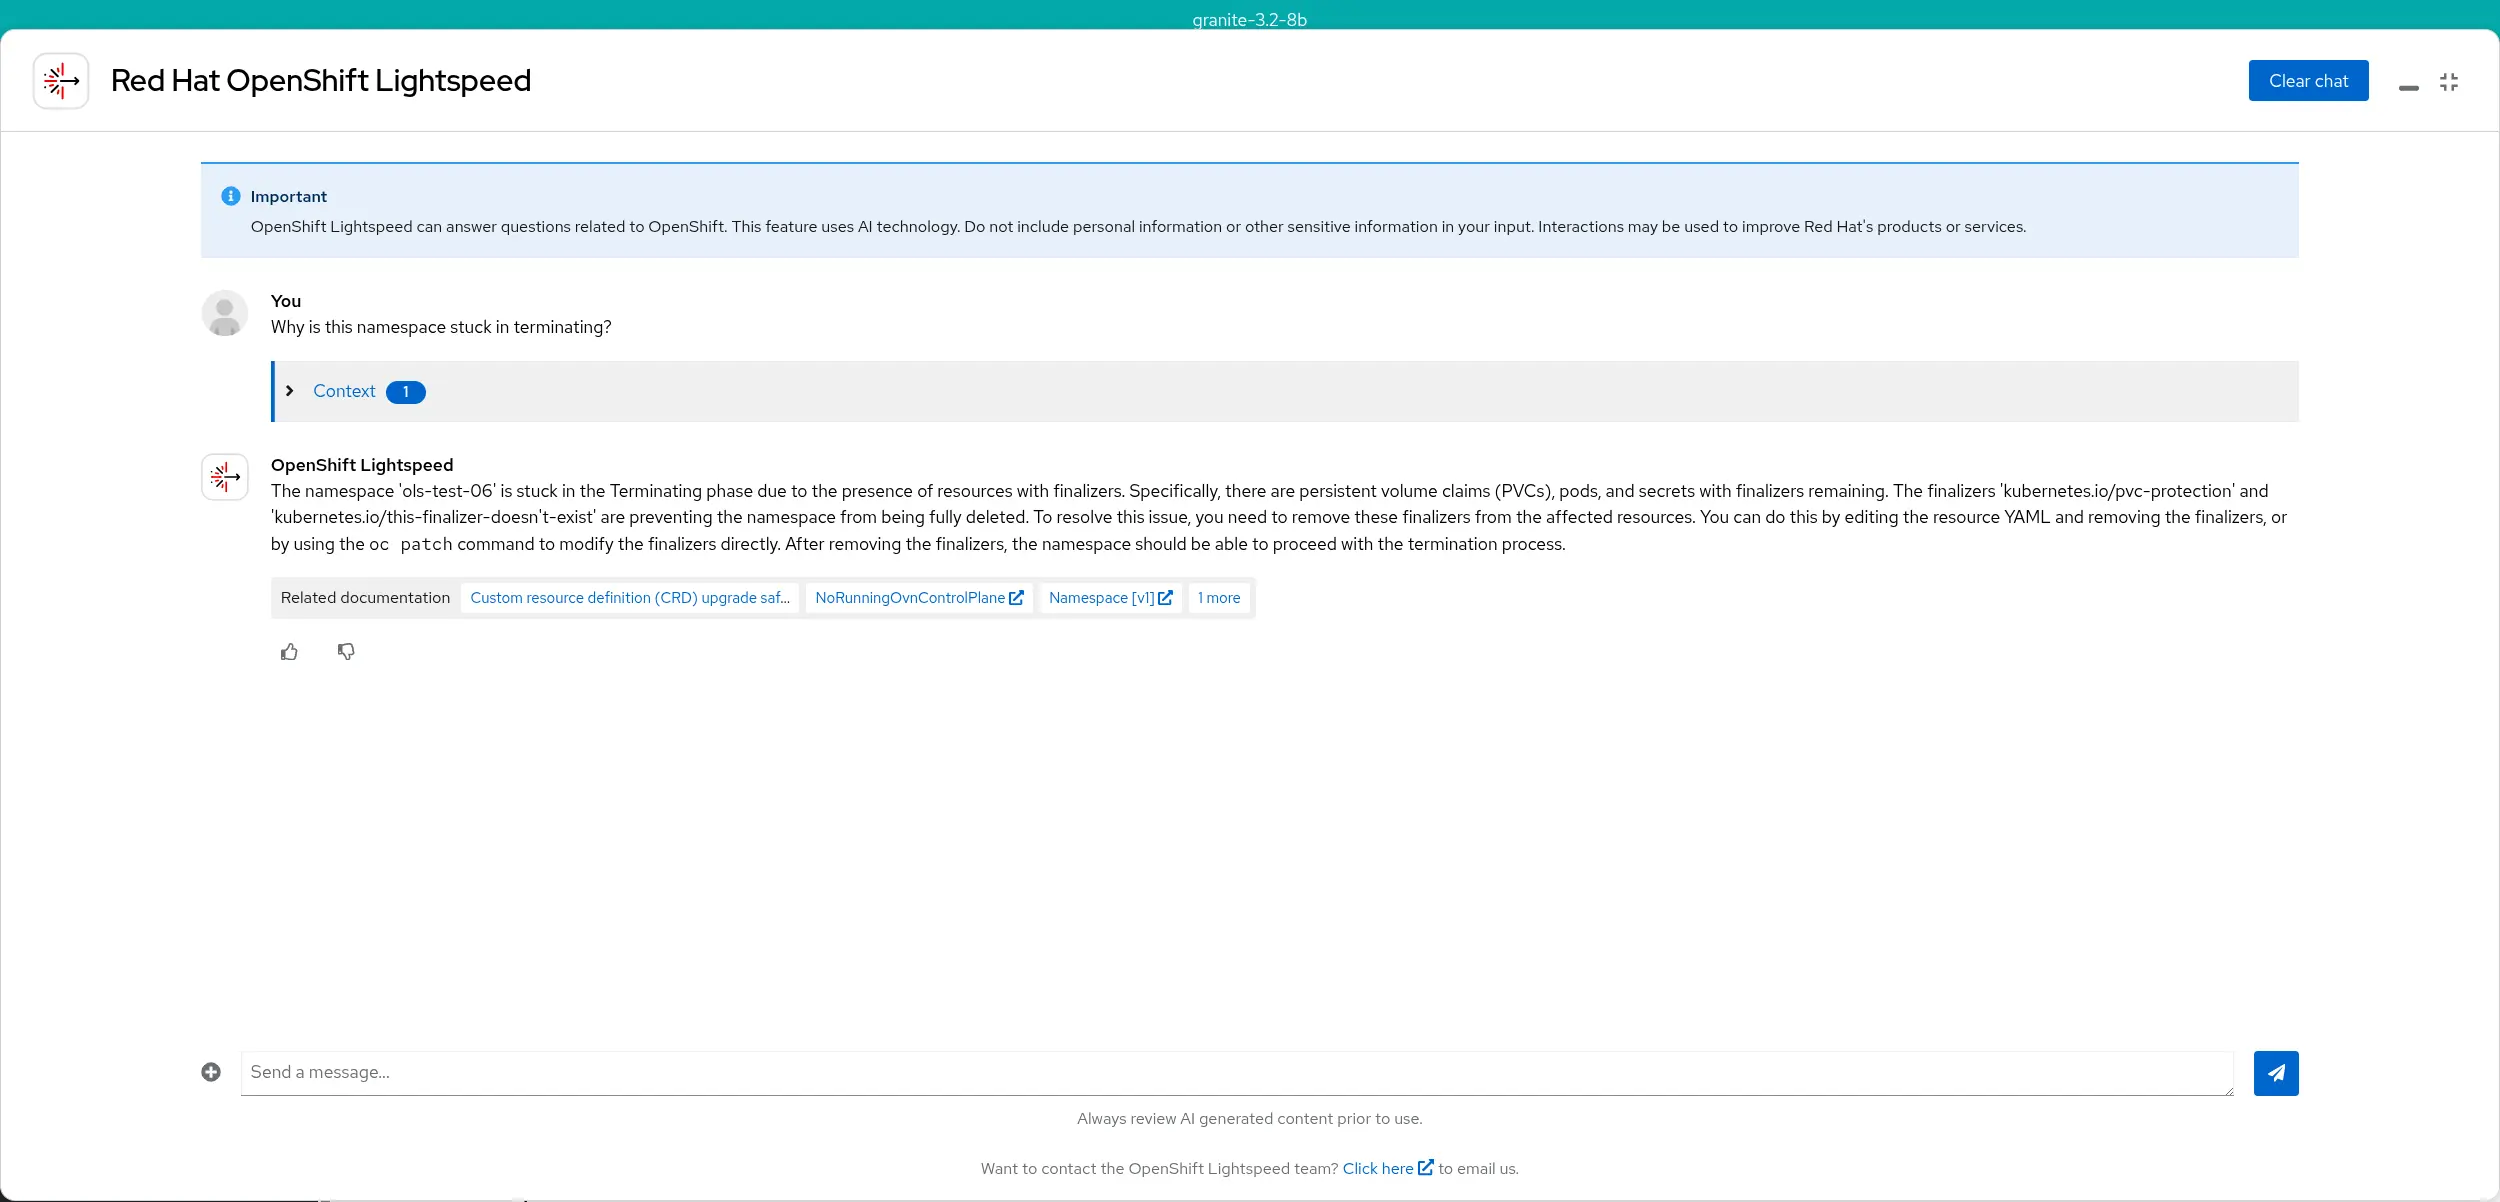 granite-3.2-8b
Red Hat OpenShift Lightspeed
Clear chat
Important
OpenShift Lightspeed can answer questions related to OpenShift. This feature uses AI technology. Do not include personal information or other sensitive information in your input. Interactions may be used to improve Red Hat's products or services.
You
Why is this namespace stuck in terminating?
Context 1
OpenShift Lightspeed
The namespace 'ols-test-06' is stuck in the Terminating phase due to the presence of resources with finalizers. Specifically, there are persistent volume claims (PVCs), pods, and secrets with finalizers remaining. The finalizers 'kubernetes.io/pvc-protection' and
'kubernetes.io/this-finalizer-doesn't-exist' are preventing the namespace from being fully deleted. To resolve this issue, you need to remove these finalizers from the affected resources. You can do this by editing the resource YAML and removing the finalizers, or
by using the oc patch command to modify the finalizers directly. After removing the finalizers, the namespace should be able to proceed with the termination process.
Related documentation Custom resource definition (CRD) upgrade saf... NoRunningOvnControlPlane Namespace [v1] 1 more
Send a message...
Always review AI generated content prior to use.
Want to contact the OpenShift Lightspeed team? Click here to email us.